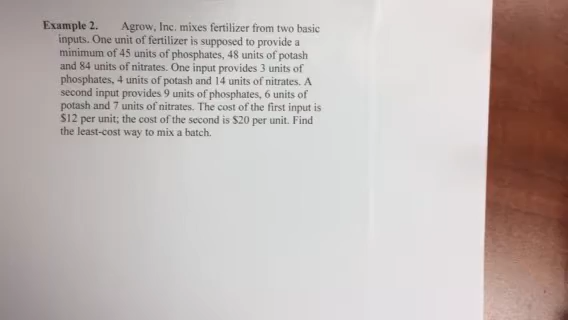 Example 2. Agrow, Inc. mixes fertilizer from two basic
inputs. One unit of fertilizer is supposed to provide a
minimum of 45 units of phosphates, 48 units of potash
and 84 units of nitrates. One input provides 3 units of
phosphates, 4 units of potash and 14 units of nitrates. A
second input provides 9 units of phosphates, 6 units of
potash and 7 units of nitrates. The cost of the first input is
$12 per unit; the cost of the second is $20 per unit. Find
the least-cost way to mix a batch.